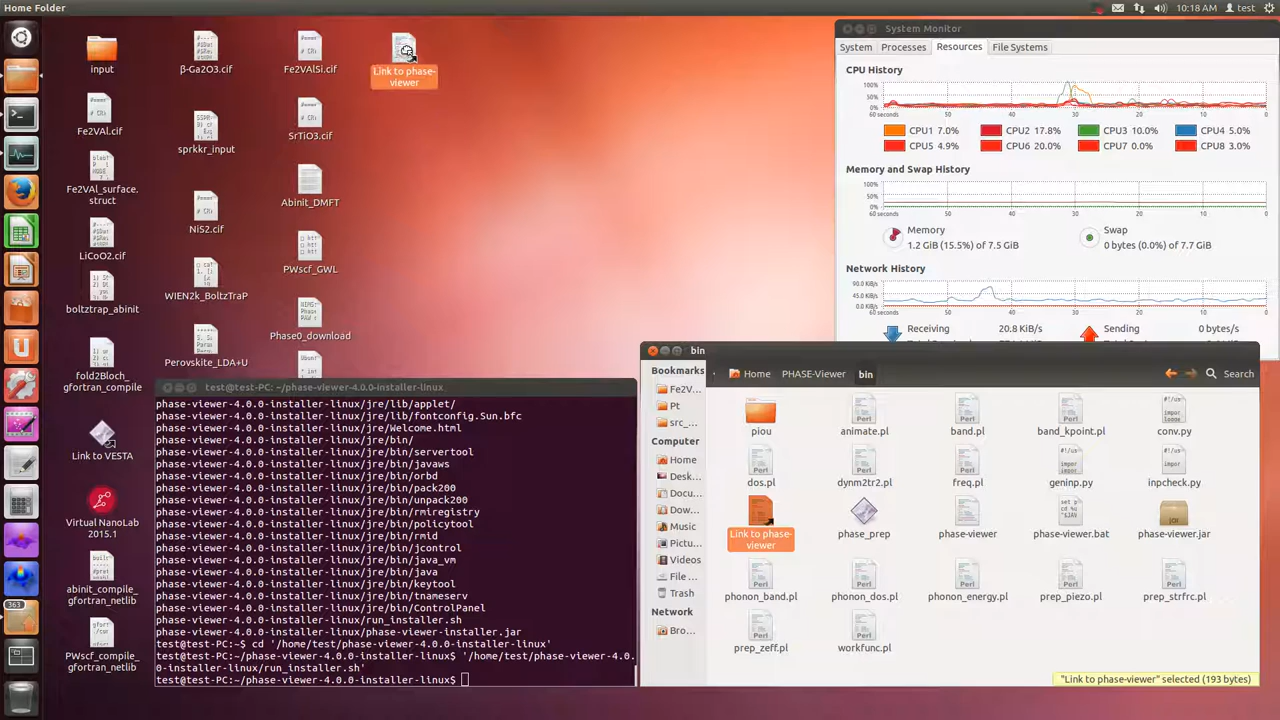 Home Folder
10:18 AM
test
input
β-Ga2O3.cif
Fe2VAlSi.cif
Link to phase-
viewer
Fe2VAl.cif
sprkkr_input
SrTiO3.cif
Fe2VAl_surface.
struct
NiS2.cif
Abinit_DMFT
LiCoO2.cif
WIEN2k_BoltzTraP
PWscf_GWL
boltztrap_abinit
Perovskite_LDA+U
Phase0_download
fold2Bloch_
gfortran_compile
Link to VESTA
Virtual NanoLab
2015.1
abinit_compile_
gfortran_netlib
PWscf_compile_
gfortran_netlib
363
System Monitor
System
Processes
Resources
File Systems
CPU History
100%
50%
0%
60 seconds
50
40
30
20
10
0
CPU1 7.0%
CPU2 17.8%
CPU3 10.0%
CPU4 5.0%
CPU5 4.9%
CPU6 20.0%
CPU7 0.0%
CPU8 3.0%
Memory and Swap History
100%
50%
0%
60 seconds
50
40
30
20
10
0
Memory
1.2 GiB (15.5%) of 7.5 GiB
Swap
0 bytes (0.0%) of 7.7 GiB
Network History
90.0 KiB/s
45.0 KiB/s
0.0 KiB/s
60 seconds
50
40
30
20
10
0
Receiving
20.8 KiB/s
Sending
0 bytes/s
test@test-PC: ~/phase-viewer-4.0.0-installer-linux
phase-viewer-4.0.0-installer-linux/jre/lib/applet/
phase-viewer-4.0.0-installer-linux/jre/lib/fontconfig.Sun.bfc
phase-viewer-4.0.0-installer-linux/jre/Welcome.html
phase-viewer-4.0.0-installer-linux/jre/bin/
phase-viewer-4.0.0-installer-linux/jre/bin/servertool
phase-viewer-4.0.0-installer-linux/jre/bin/javaws
phase-viewer-4.0.0-installer-linux/jre/bin/orbd
phase-viewer-4.0.0-installer-linux/jre/bin/pack200
phase-viewer-4.0.0-installer-linux/jre/bin/unpack200
phase-viewer-4.0.0-installer-linux/jre/bin/rmiregistry
phase-viewer-4.0.0-installer-linux/jre/bin/policytool
phase-viewer-4.0.0-installer-linux/jre/bin/rmid
phase-viewer-4.0.0-installer-linux/jre/bin/jcontrol
phase-viewer-4.0.0-installer-linux/jre/bin/java_vm
phase-viewer-4.0.0-installer-linux/jre/bin/java
phase-viewer-4.0.0-installer-linux/jre/bin/keytool
phase-viewer-4.0.0-installer-linux/jre/bin/tnameserv
phase-viewer-4.0.0-installer-linux/jre/bin/ControlPanel
phase-viewer-4.0.0-installer-linux/run_installer.sh
phase-viewer-4.0.0-installer-linux/phase-viewer-installer.jar
test@test-PC:~$ cd '/home/test/phase-viewer-4.0.0-installer-linux'
test@test-PC:~/phase-viewer-4.0.0-installer-linux$ '/home/test/phase-viewer-4.0.
0-installer-linux/run_installer.sh'
test@test-PC:~/phase-viewer-4.0.0-installer-linux$
bin
Bookmarks
Fe2V...
Pt
src_...
Computer
Home
Desk...
Docu...
Dow...
Music
Pictu...
Videos
File ...
Trash
Network
Bro...
Home
PHASE-Viewer
bin
Search
piou
animate.pl
band.pl
band_kpoint.pl
conv.py
dos.pl
dynm2tr2.pl
freq.pl
geninp.py
inpcheck.py
Link to phase-
viewer
phase_prep
phase-viewer
phase-viewer.bat
phase-viewer.jar
phonon_band.pl
phonon_dos.pl
phonon_energy.pl
prep_piezo.pl
prep_strfrc.pl
prep_zeff.pl
workfunc.pl
"Link to phase-viewer" selected (193 bytes)